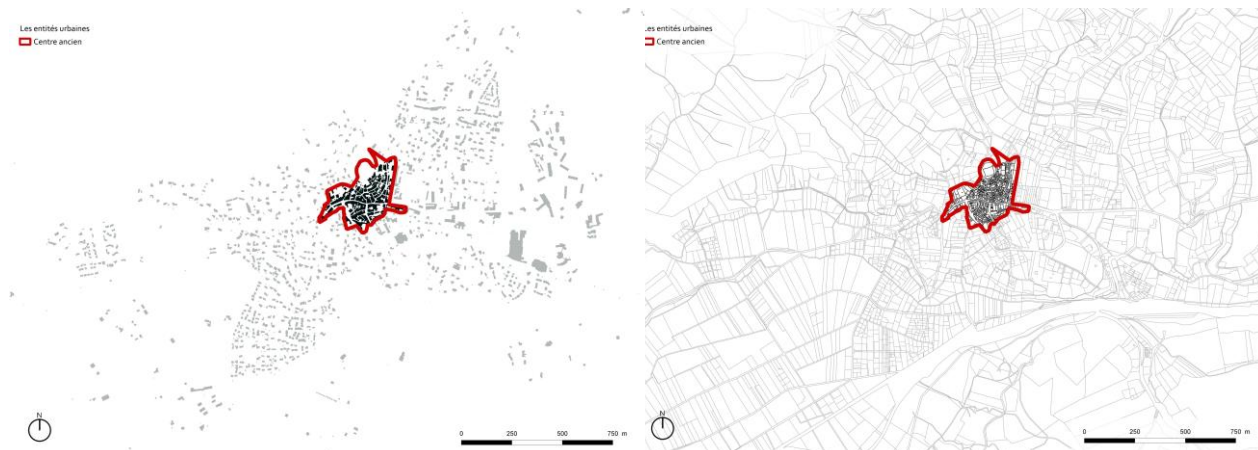 Les entités urbaines
Centre ancien
N
0 250 500 750 m
Les entités urbaines
Centre ancien
N
0 250 500 750 m